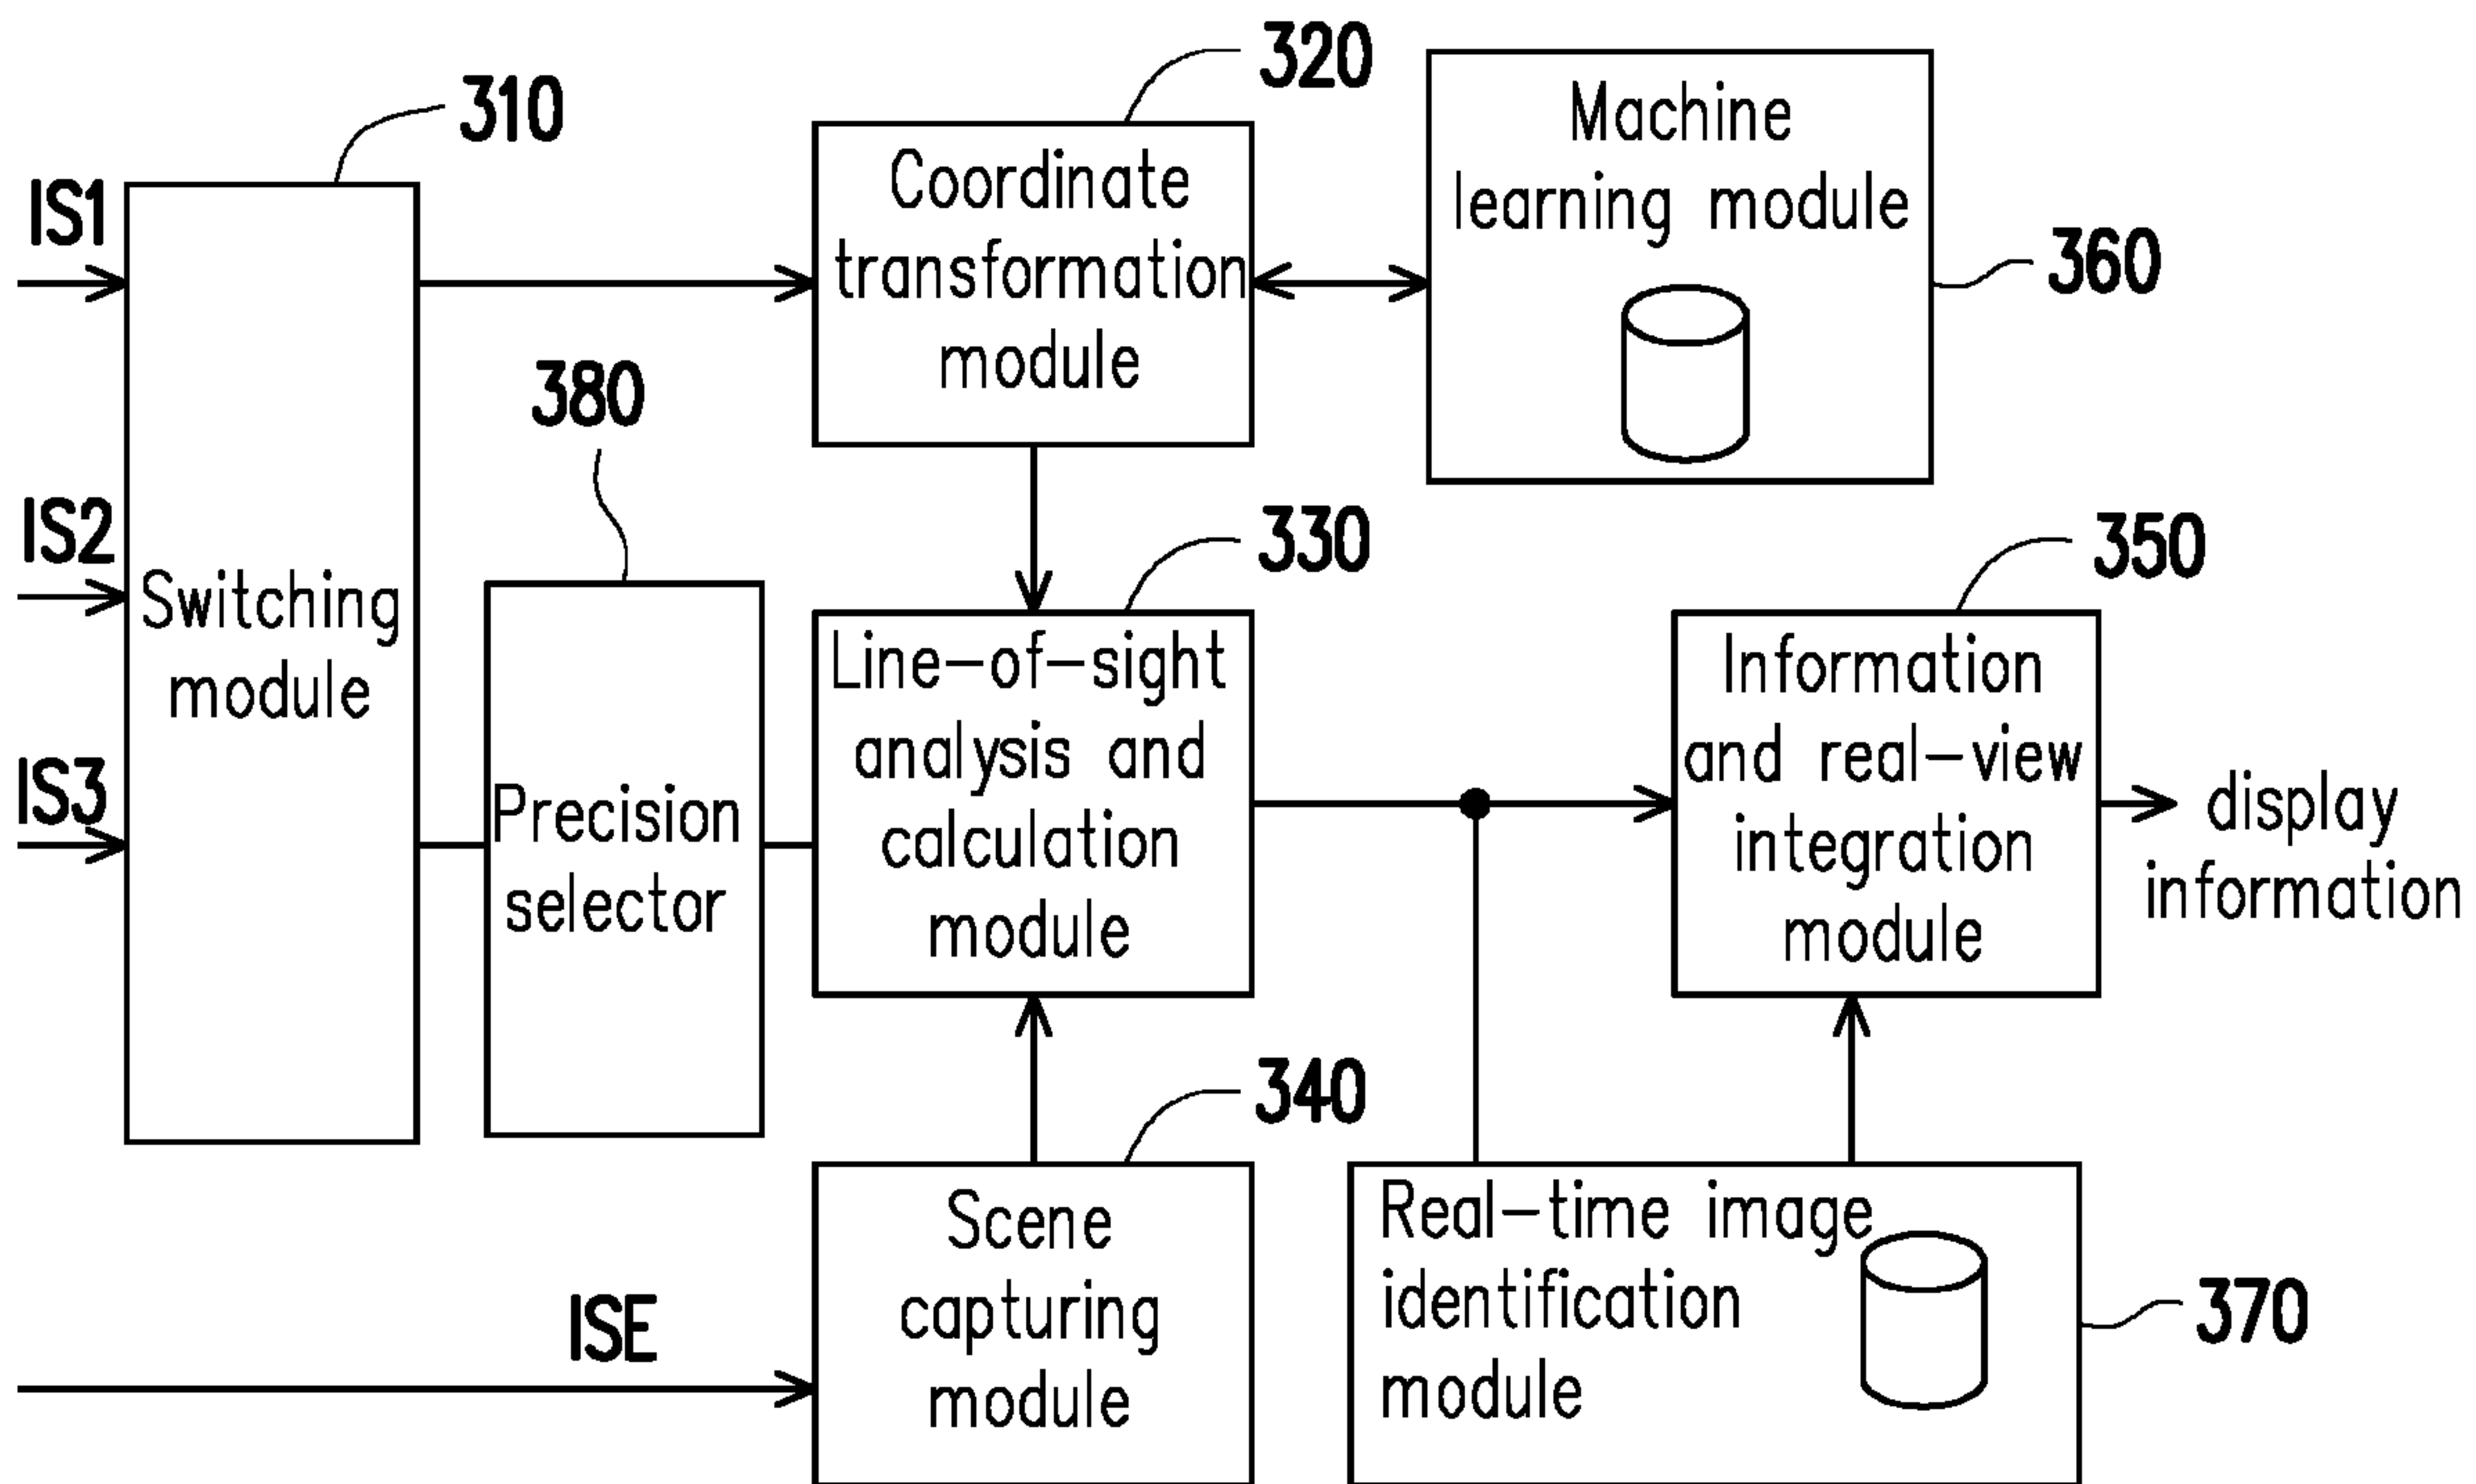 320
310
Machine
learning module
Coordinate
transformation
module
IS1
360
380
IS2
330
350
Switching
module
Line-of-sight
analysis and
calculation
module
Information
and real-view
integration
module
IS3
Precision
selector
display
information
340
Scene
capturing
module
Real-time image
identification
module
ISE
370